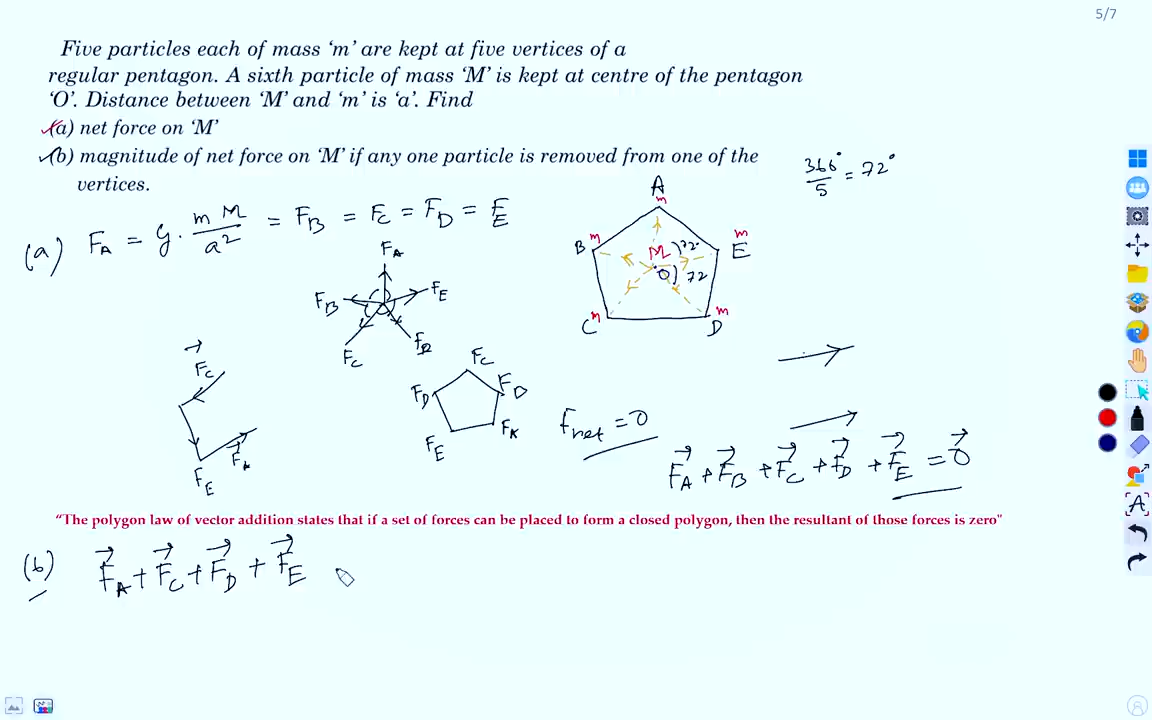 5/7
Five particles each of mass ‘m’ are kept at five vertices of a
regular pentagon. A sixth particle of mass ‘M’ is kept at centre of the pentagon
‘O’. Distance between ‘M’ and ‘m’ is ‘a’. Find
(a) net force on ‘M’
(b) magnitude of net force on ‘M’ if any one particle is removed from one of the
vertices.
360°/5 = 72°
(a) F_A = G · mM/a² = F_B = F_C = F_D = F_E
A
m
B m
M 72°
m
E
O 72
C m
m
D
F_A
F_B
F_E
F_C
F_D
F_C
F_E
F_A
F_C
F_D
F_D
F_E
F_A
F_net = 0
F_A + F_B + F_C + F_D + F_E = 0
“The polygon law of vector addition states that if a set of forces can be placed to form a closed polygon, then the resultant of those forces is zero"
(b) F_A + F_C + F_D + F_E
A